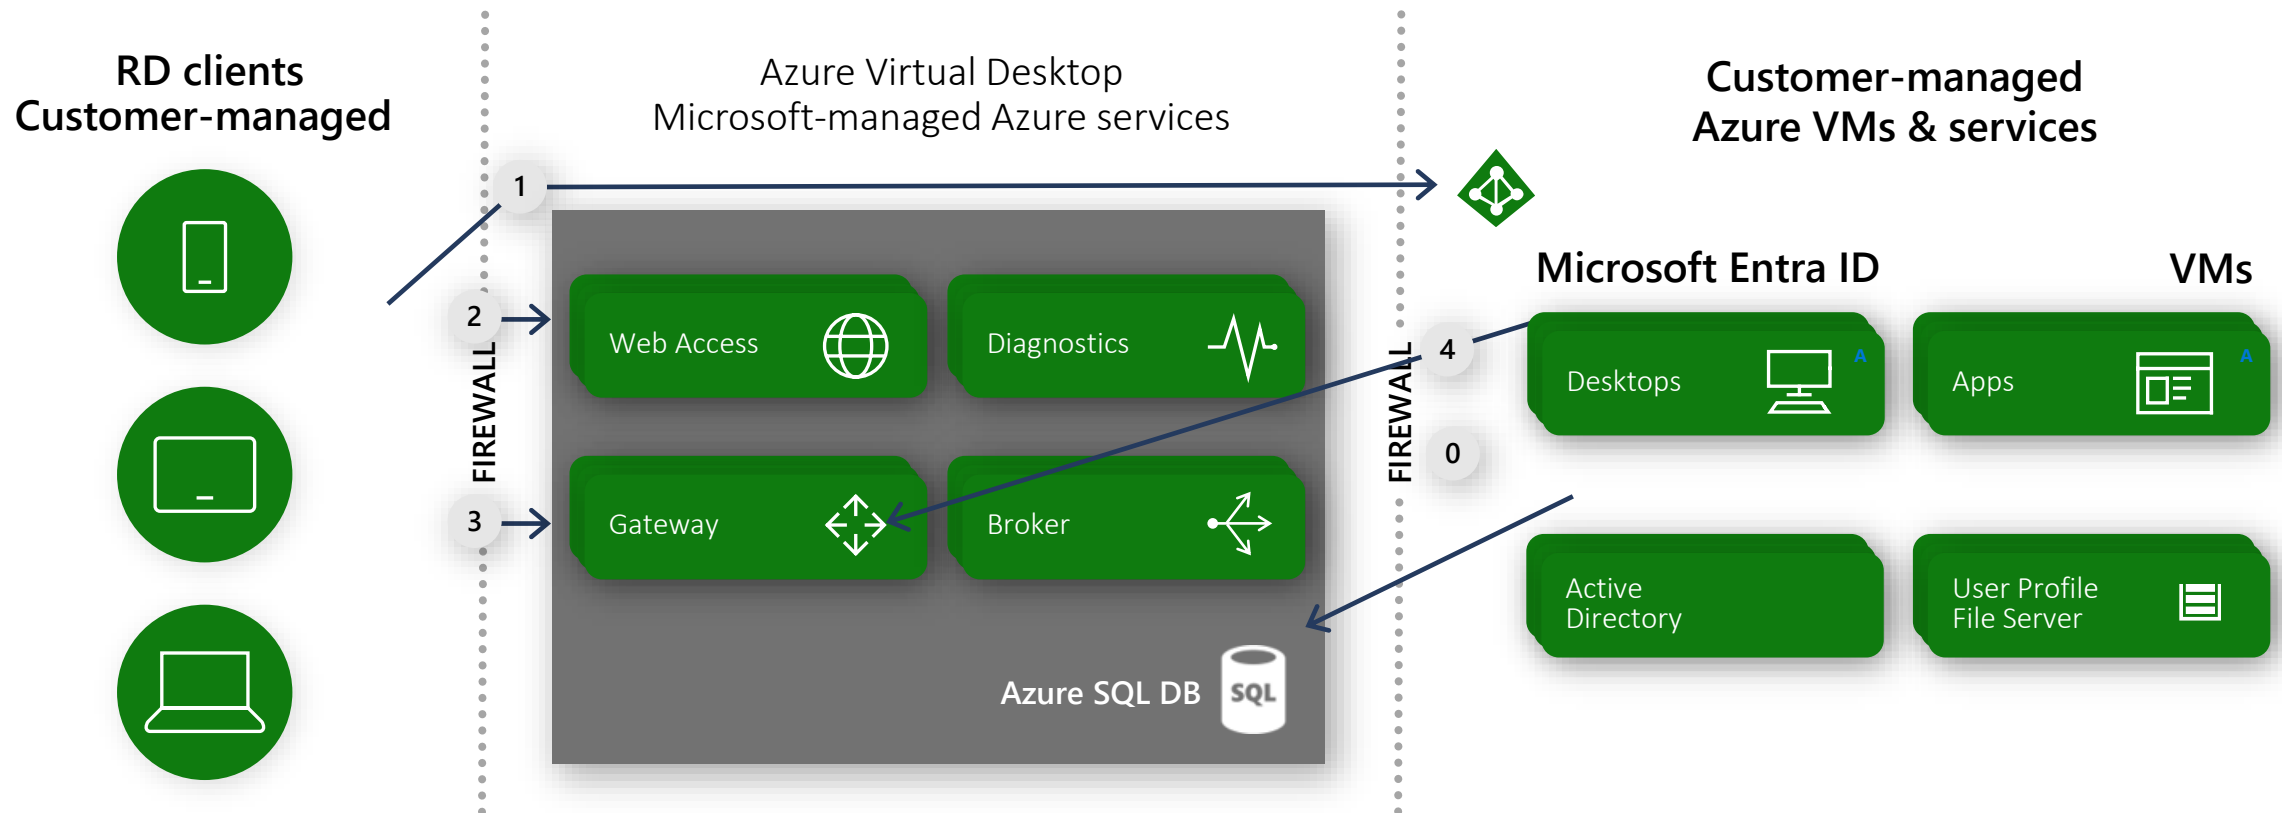 RD clients
Customer-managed
Azure Virtual Desktop
Microsoft-managed Azure services
Customer-managed
Azure VMs & services
1
Microsoft Entra ID
VMs
2
FIREWALL
Web Access
Diagnostics
4
FIREWALL
Desktops
A
Apps
A
0
3
Gateway
Broker
Active
Directory
User Profile
File Server
Azure SQL DB
SQL